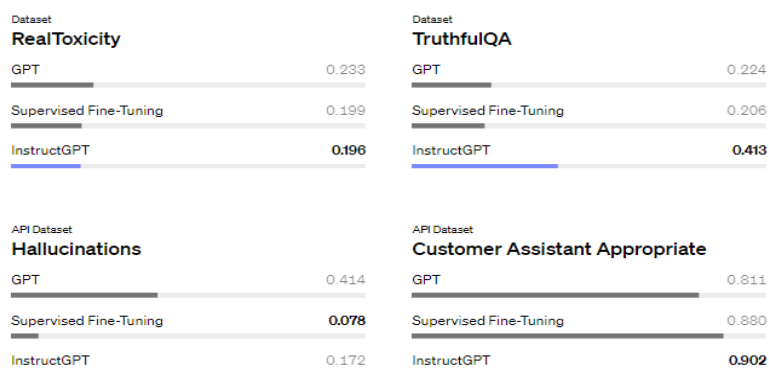 Dataset
RealToxicity
GPT 0.233
Supervised Fine-Tuning 0.199
InstructGPT 0.196
Dataset
TruthfulQA
GPT 0.224
Supervised Fine-Tuning 0.206
InstructGPT 0.413
API Dataset
Hallucinations
GPT 0.414
Supervised Fine-Tuning 0.078
InstructGPT 0.172
API Dataset
Customer Assistant Appropriate
GPT 0.811
Supervised Fine-Tuning 0.880
InstructGPT 0.902